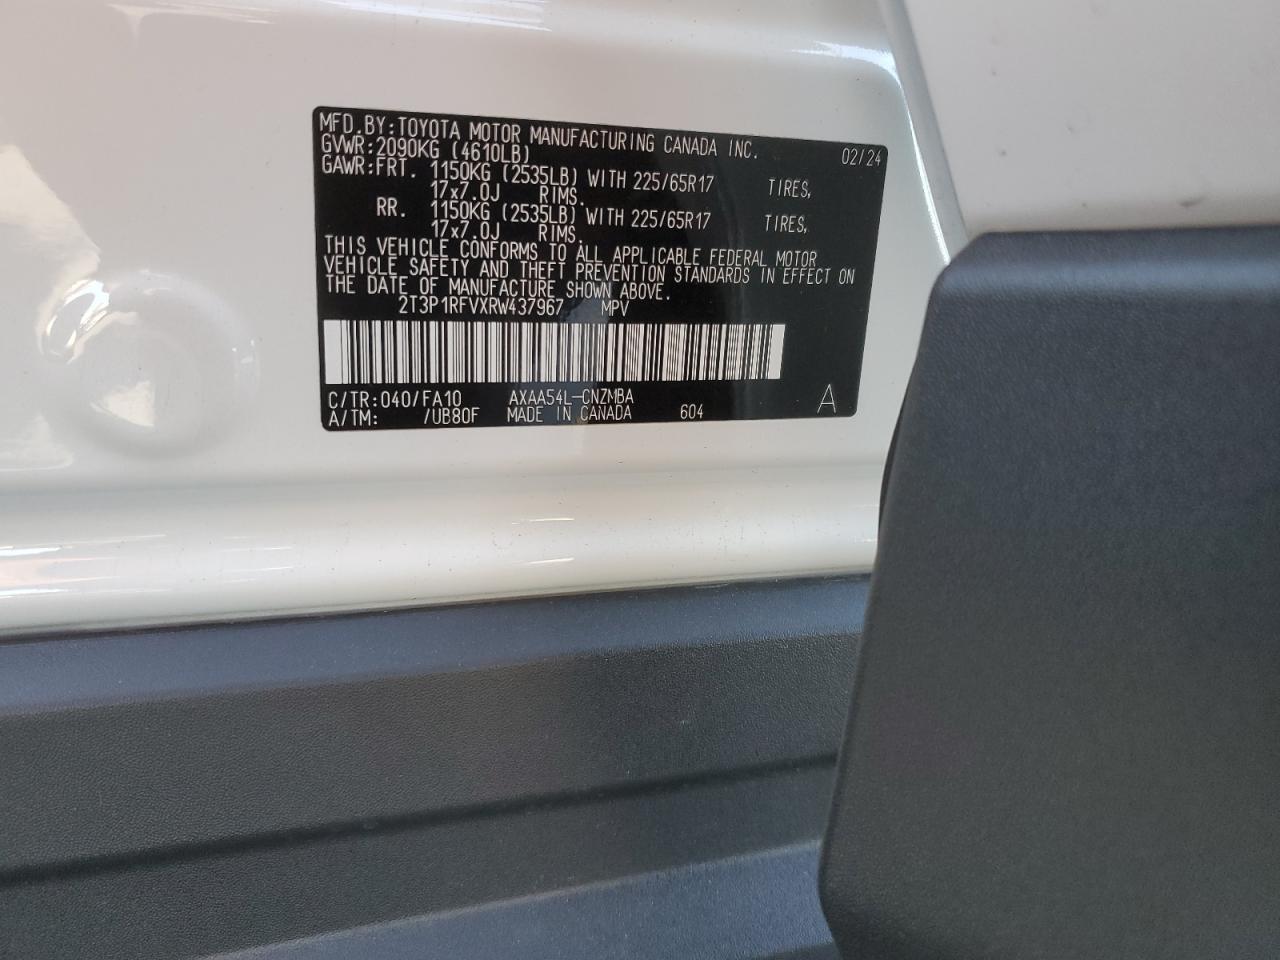 MFD.BY:TOYOTA MOTOR MANUFACTURING CANADA INC. 02/24
GVWR:2090KG (4610LB)
GAWR:FRT. 1150KG (2535LB) WITH 225/65R17 TIRES,
17x7.0J RIMS.
RR. 1150KG (2535LB) WITH 225/65R17 TIRES,
17x7.0J RIMS.
THIS VEHICLE CONFORMS TO ALL APPLICABLE FEDERAL MOTOR
VEHICLE SAFETY AND THEFT PREVENTION STANDARDS IN EFFECT ON
THE DATE OF MANUFACTURE SHOWN ABOVE.
2T3P1RFVXRW437967 MPV
C/TR:040/FA10 AXAA54L-CNZMBA
A/TM: /UB80F MADE IN CANADA 604 A